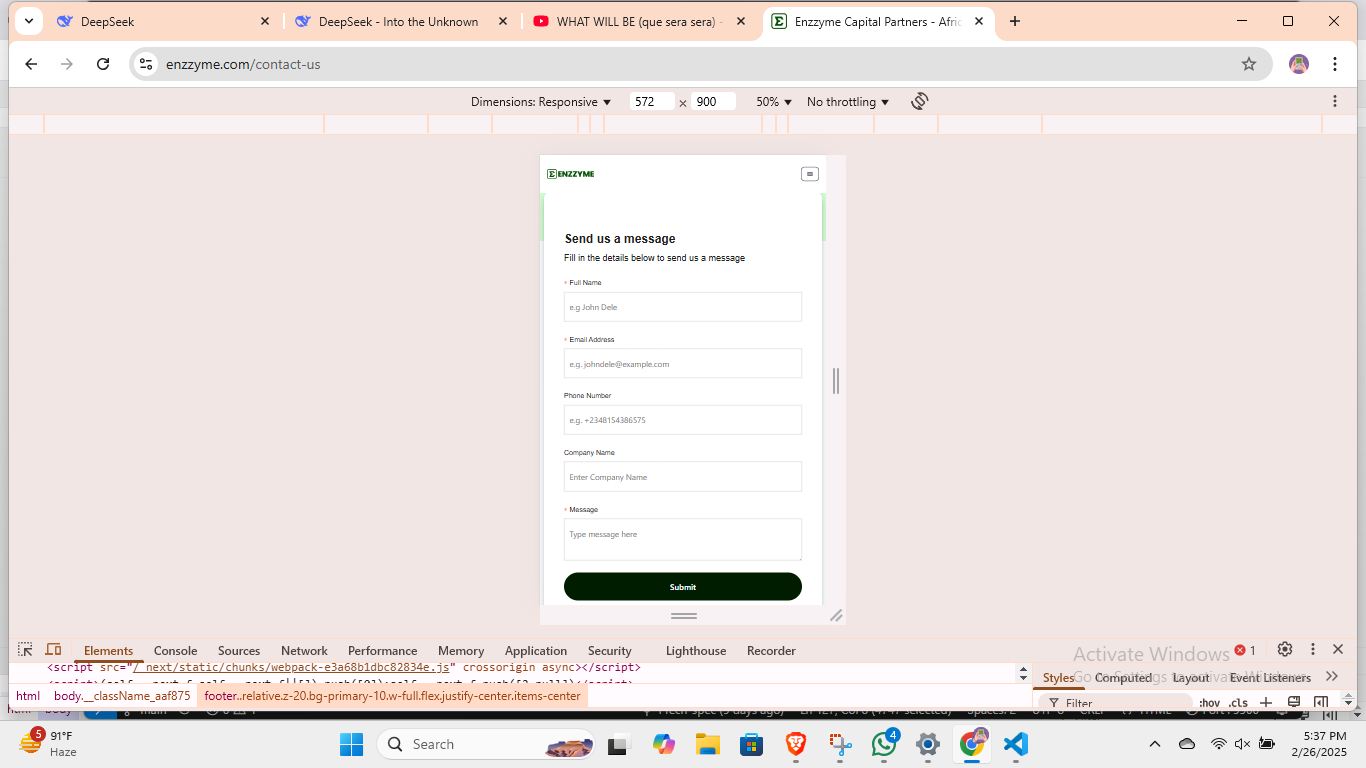 DeepSeek
DeepSeek - Into the Unknown
WHAT WILL BE (que sera sera) -
Enzzyme Capital Partners - Afric
enzzyme.com/contact-us
Dimensions: Responsive
572 × 900
50%
No throttling
ENZZYME
Send us a message
Fill in the details below to send us a message
* Full Name
e.g John Dele
* Email Address
e.g. johndele@example.com
Phone Number
e.g. +2348154386575
Company Name
Enter Company Name
* Message
Type message here
Submit
Elements Console Sources Network Performance Memory Application Security Lighthouse Recorder
1
<script src="/_next/static/chunks/webpack-e3a68b1dbc82834e.js" crossorigin async></script>
html body.__className_aaf875 footer..relative.z-20.bg-primary-10.w-full.flex.justify-center.items-center
Styles Computed Layout Event Listeners
Filter :hov .cls
Activate Windows
Go to Settings to activate Windows.
5
91°F
Haze
Search
4
5:37 PM
2/26/2025